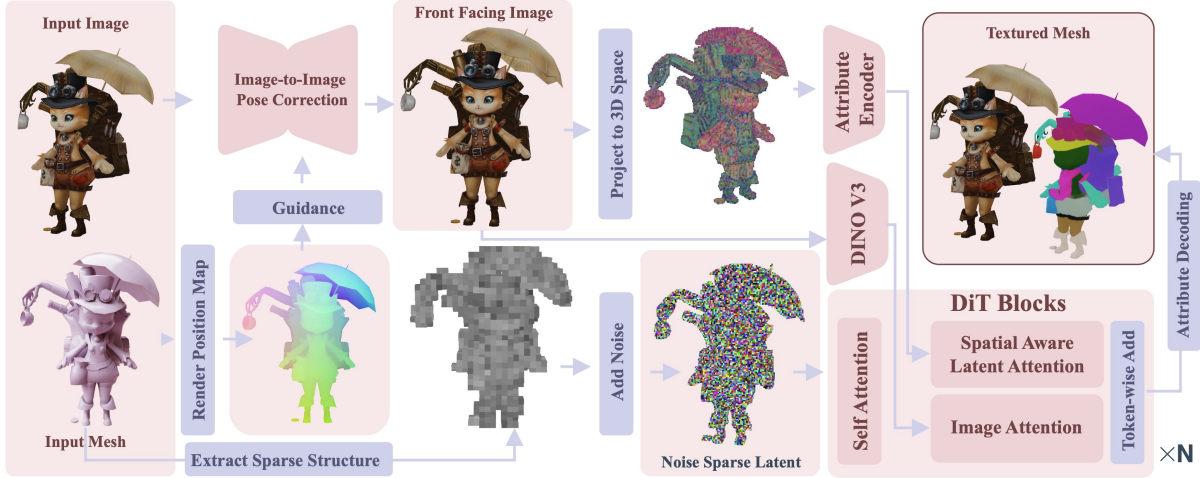 Input Image
Image-to-Image
Pose Correction
Front Facing Image
Project to 3D Space
Attribute
Encoder
Textured Mesh
Guidance
DINO V3
Render Position Map
Add Noise
Attribute Decoding
DiT Blocks
Self Attention
Spatial Aware
Latent Attention
Image Attention
Token-wise Add
Input Mesh
Extract Sparse Structure
Noise Sparse Latent
×N